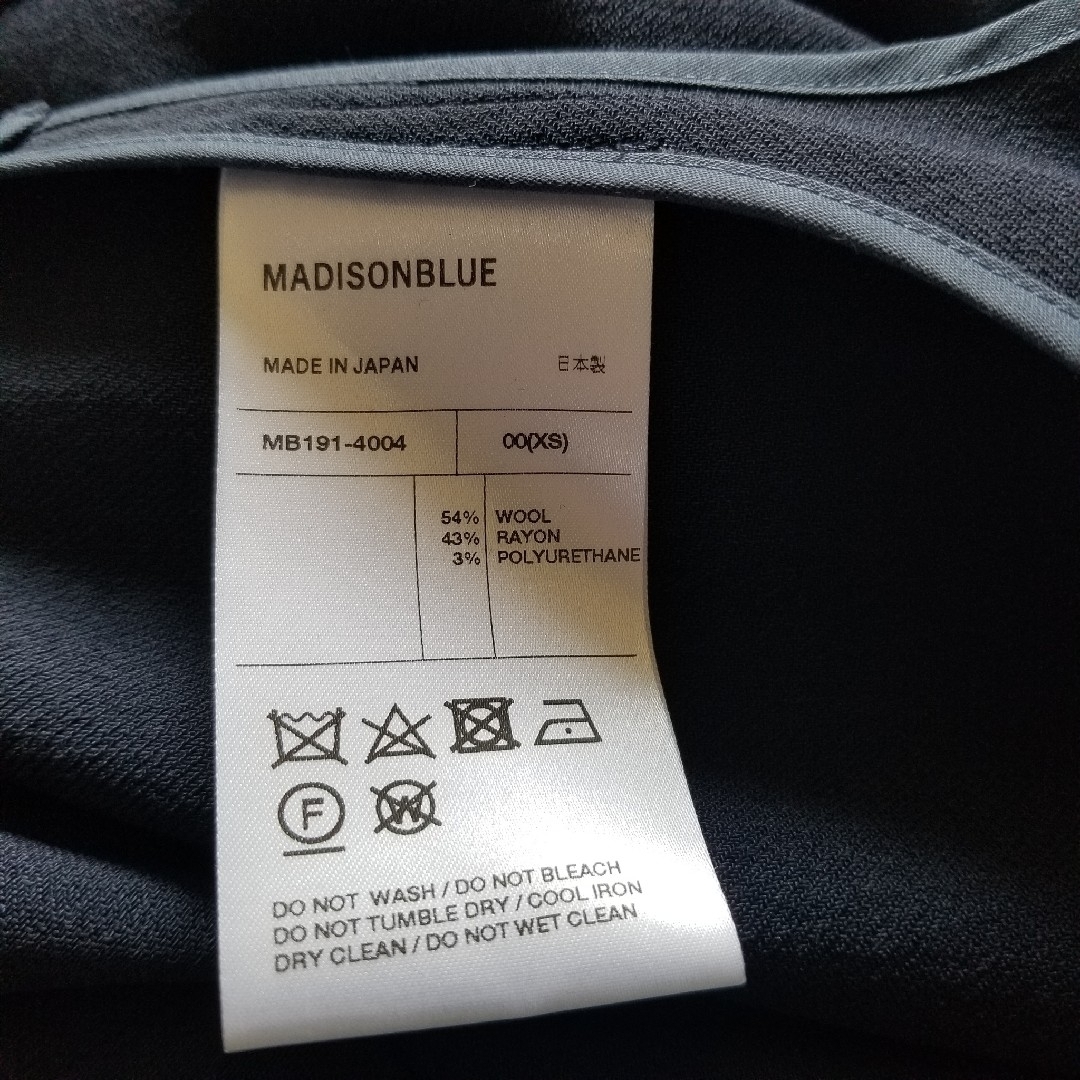 MADISONBLUE
MADE IN JAPAN 日本製
MB191-4004 00(XS)
54% WOOL
43% RAYON
3% POLYURETHANE
F W
DO NOT WASH / DO NOT BLEACH
DO NOT TUMBLE DRY / COOL IRON
DRY CLEAN / DO NOT WET CLEAN